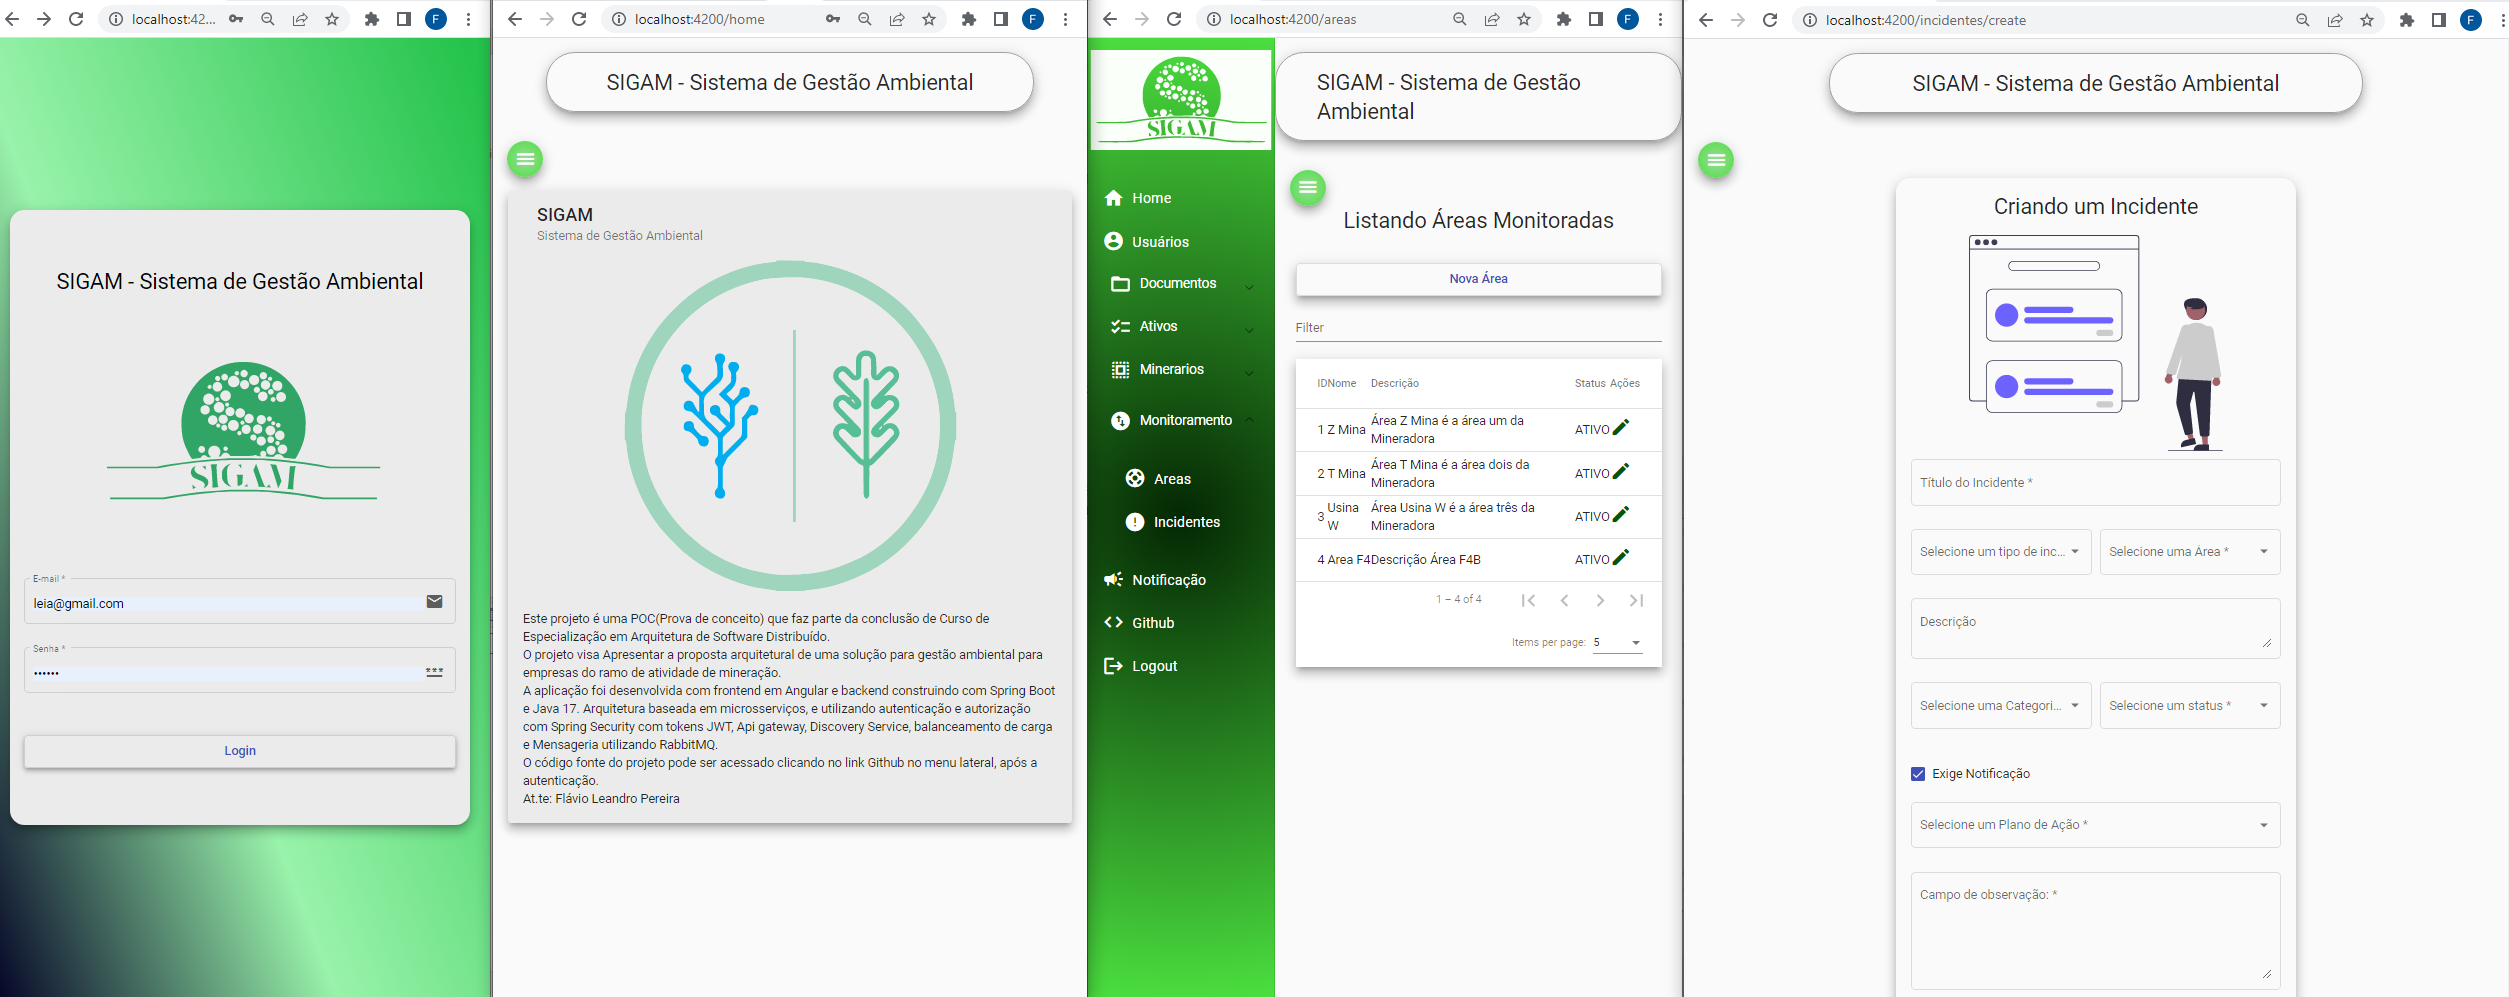 localhost:4200/home
localhost:42...
localhost:4200/areas
localhost:4200/incidentes/create
F
F
F
F
SIGAM - Sistema de Gestão Ambiental
SIGAM
E-mail *
leia@gmail.com
Senha *
••••••
***
Login
SIGAM - Sistema de Gestão Ambiental
SIGAM
Sistema de Gestão Ambiental
Este projeto é uma POC(Prova de conceito) que faz parte da conclusão de Curso de
Especialização em Arquitetura de Software Distribuído.
O projeto visa Apresentar a proposta arquitetural de uma solução para gestão ambiental para
empresas do ramo de atividade de mineração.
A aplicação foi desenvolvida com frontend em Angular e backend construindo com Spring Boot
e Java 17. Arquitetura baseada em microsserviços, e utilizando autenticação e autorização
com Spring Security com tokens JWT, Api gateway, Discovery Service, balanceamento de carga
e Mensageria utilizando RabbitMQ.
O código fonte do projeto pode ser acessado clicando no link Github no menu lateral, após a
autenticação.
At.te: Flávio Leandro Pereira
SIGAM
Home
Usuários
Documentos
Ativos
Minerarios
Monitoramento
Areas
Incidentes
Notificação
Github
Logout
SIGAM - Sistema de Gestão
Ambiental
Listando Áreas Monitoradas
Nova Área
Filter
ID Nome Descrição Status Ações
1 Z Mina Área Z Mina é a área um da
Mineradora ATIVO
2 T Mina Área T Mina é a área dois da
Mineradora ATIVO
3 Usina W Área Usina W é a área três da
Mineradora ATIVO
4 Area F4 Descrição Área F4B ATIVO
1 – 4 of 4
Items per page: 5
SIGAM - Sistema de Gestão Ambiental
Criando um Incidente
Título do Incidente *
Selecione um tipo de inc... Selecione uma Área *
Descrição
Selecione uma Categori... Selecione um status *
Exige Notificação
Selecione um Plano de Ação *
Campo de observação: *